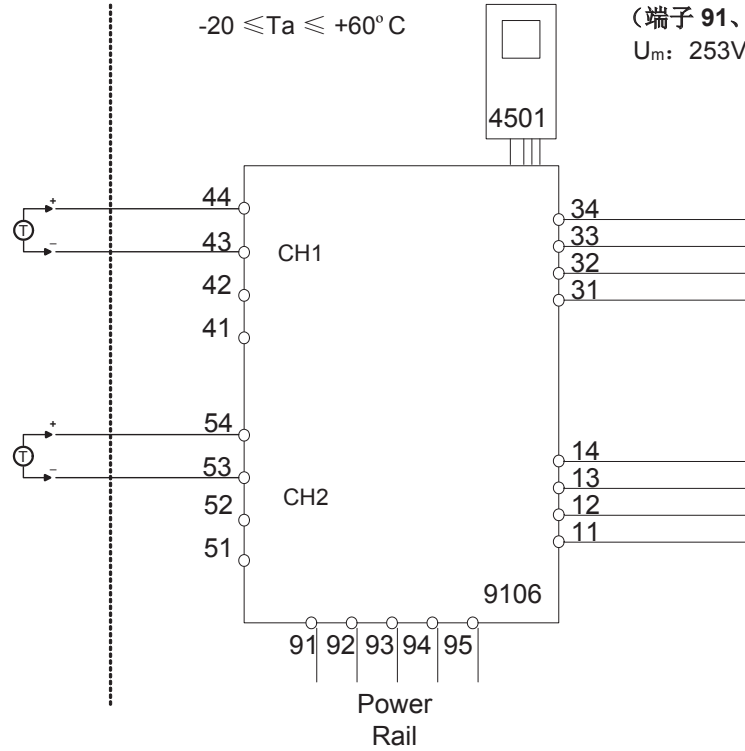 -20 ≤Ta ≤ +60º C
（端子 91、
Um：253V
4501
44
43
42
41
CH1
34
33
32
31
54
53
52
51
CH2
14
13
12
11
9106
91 92 93 94 95
Power
Rail
+
T
−
+
T
−